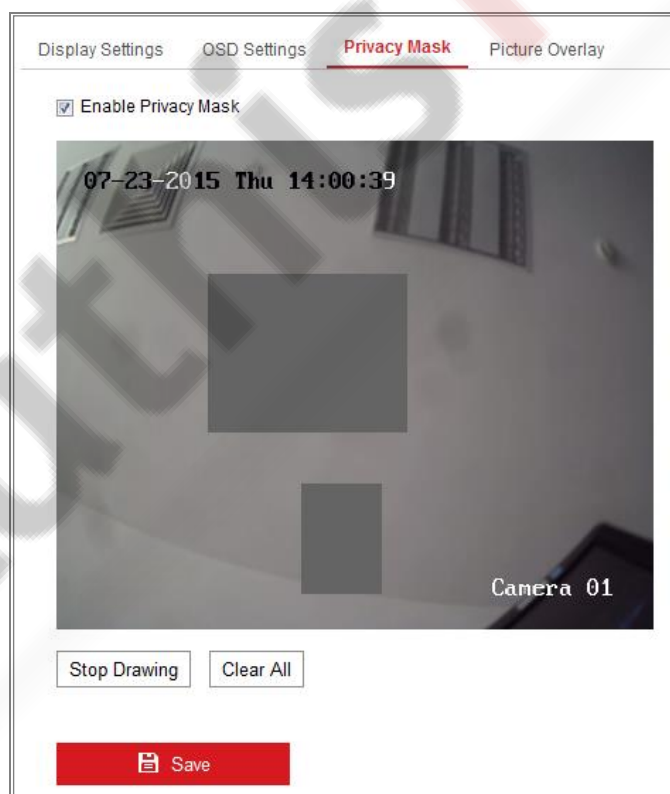 Display Settings OSD Settings Privacy Mask Picture Overlay
Enable Privacy Mask
07-23-2015 Thu 14:00:39
Camera 01
Stop Drawing Clear All
Save